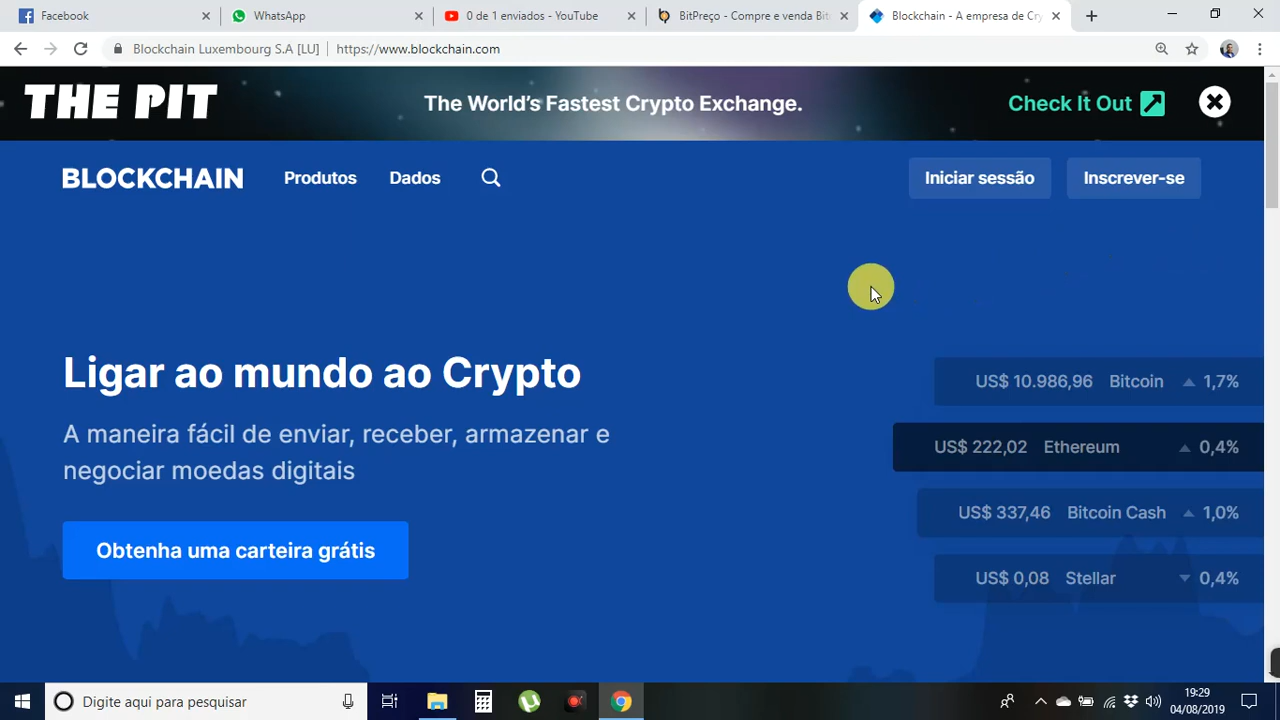 Facebook
WhatsApp
0 de 1 enviados - YouTube
BitPreço - Compre e venda Bit
Blockchain - A empresa de Cry
Blockchain Luxembourg S.A [LU]
https://www.blockchain.com
THE PIT
The World's Fastest Crypto Exchange.
Check It Out
BLOCKCHAIN
Produtos
Dados
Iniciar sessão
Inscrever-se
Ligar ao mundo ao Crypto
A maneira fácil de enviar, receber, armazenar e
negociar moedas digitais
Obtenha uma carteira grátis
US$ 10.986,96 Bitcoin 1,7%
US$ 222,02 Ethereum 0,4%
US$ 337,46 Bitcoin Cash 1,0%
US$ 0,08 Stellar 0,4%
Digite aqui para pesquisar
19:29
04/08/2019